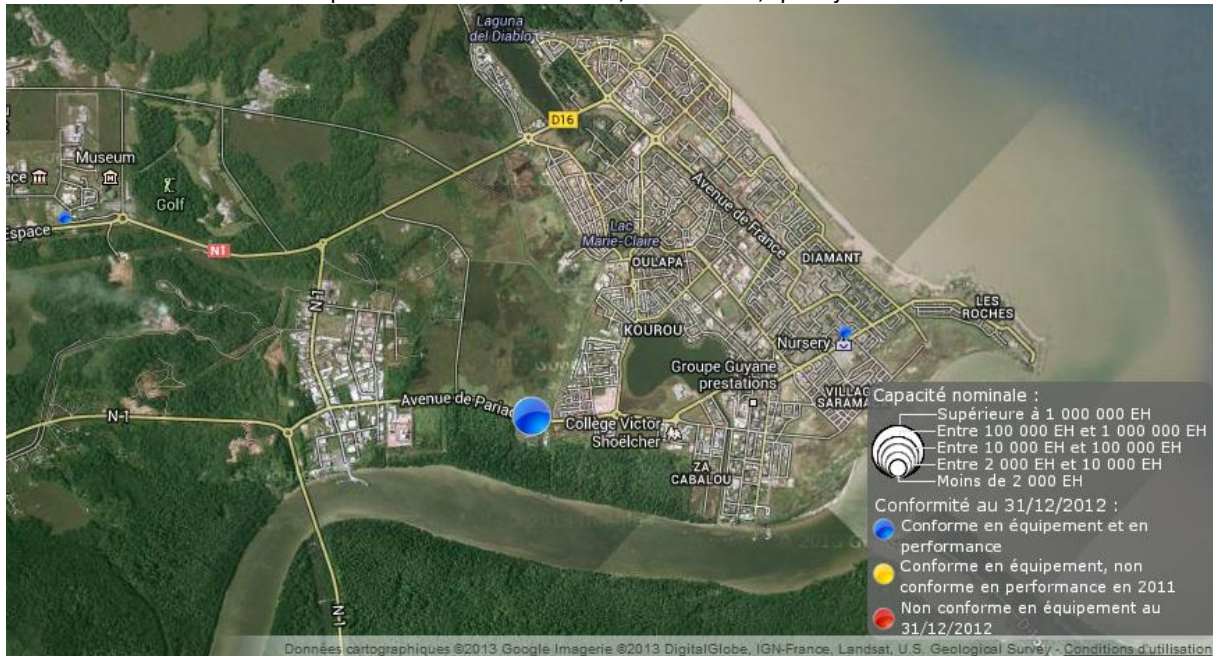 Laguna
del Diablo
D16
Museum
ace
Golf
Espace
N1
Avenue de France
Lac
Marie-Claire
OULAPA
DIAMANT
LES
ROCHES
N-1
KOUROU
Nursery
Groupe Guyane
prestations
VILLAG
SARAMA
Avenue de Pariac
N-1
College Victor
Shoelcher
ZA
CABALOU
N-1
Capacité nominale :
Supérieure à 1 000 000 EH
Entre 100 000 EH et 1 000 000 EH
Entre 10 000 EH et 100 000 EH
Entre 2 000 EH et 10 000 EH
Moins de 2 000 EH
Conformité au 31/12/2012 :
Conforme en équipement et en
performance
Conforme en équipement, non
conforme en performance en 2011
Non conforme en équipement au
31/12/2012
Données cartographiques ©2013 Google Imagerie ©2013 DigitalGlobe, IGN-France, Landsat, U.S. Geological Survey - Conditions d'utilisation